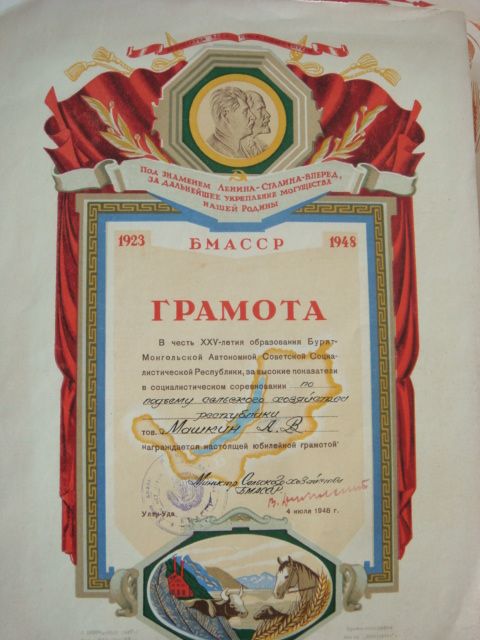 Под знаменем Ленина-Сталина-вперед,
за дальнейшее укрепление могущества
нашей Родины
1923 БМАССР 1948
ГРАМОТА
В честь XXV-летия образования Бурят-
Монгольской Автономной Советской Социа-
листической Республики, за высокие показатели
в социалистическом соревновании по
подъему сельского хозяйства
республики
тов. Машкин А. В
награждается настоящей юбилейной грамотой
Министр Сельского хозяйства
БМАССР
Улан-Удэ, 4 июля 1948 г.